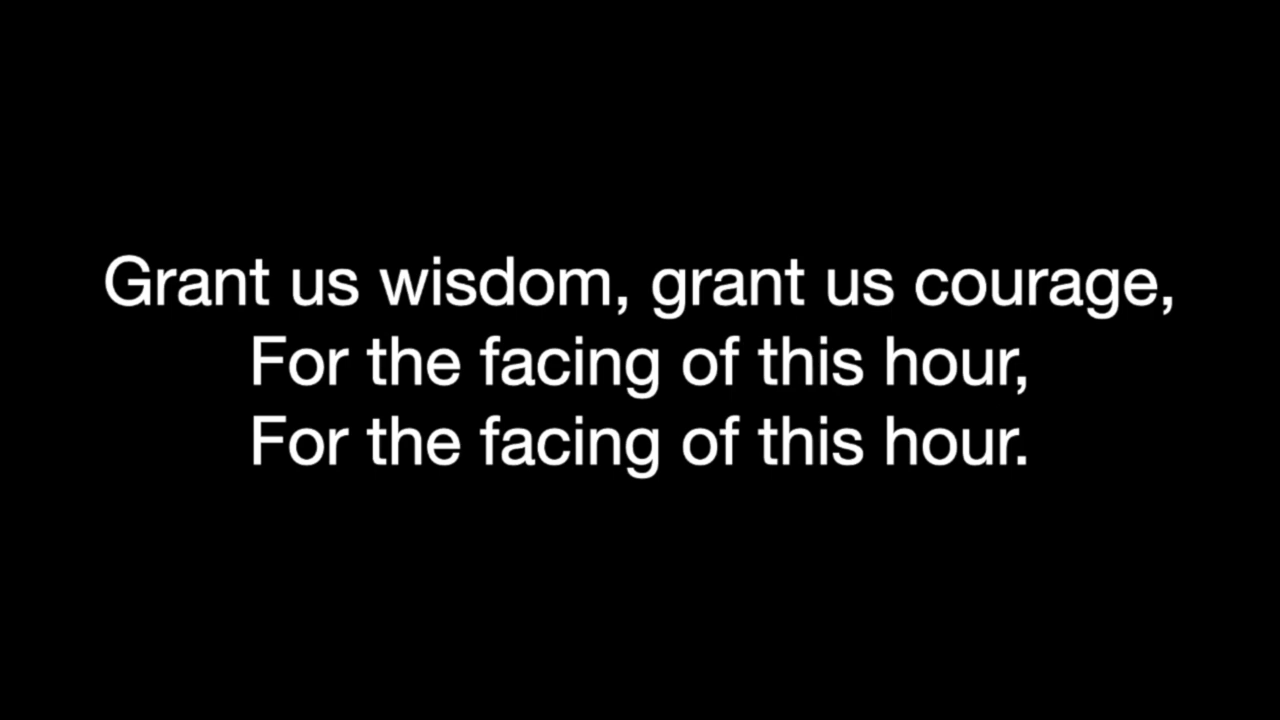 Grant us wisdom, grant us courage,
For the facing of this hour,
For the facing of this hour.